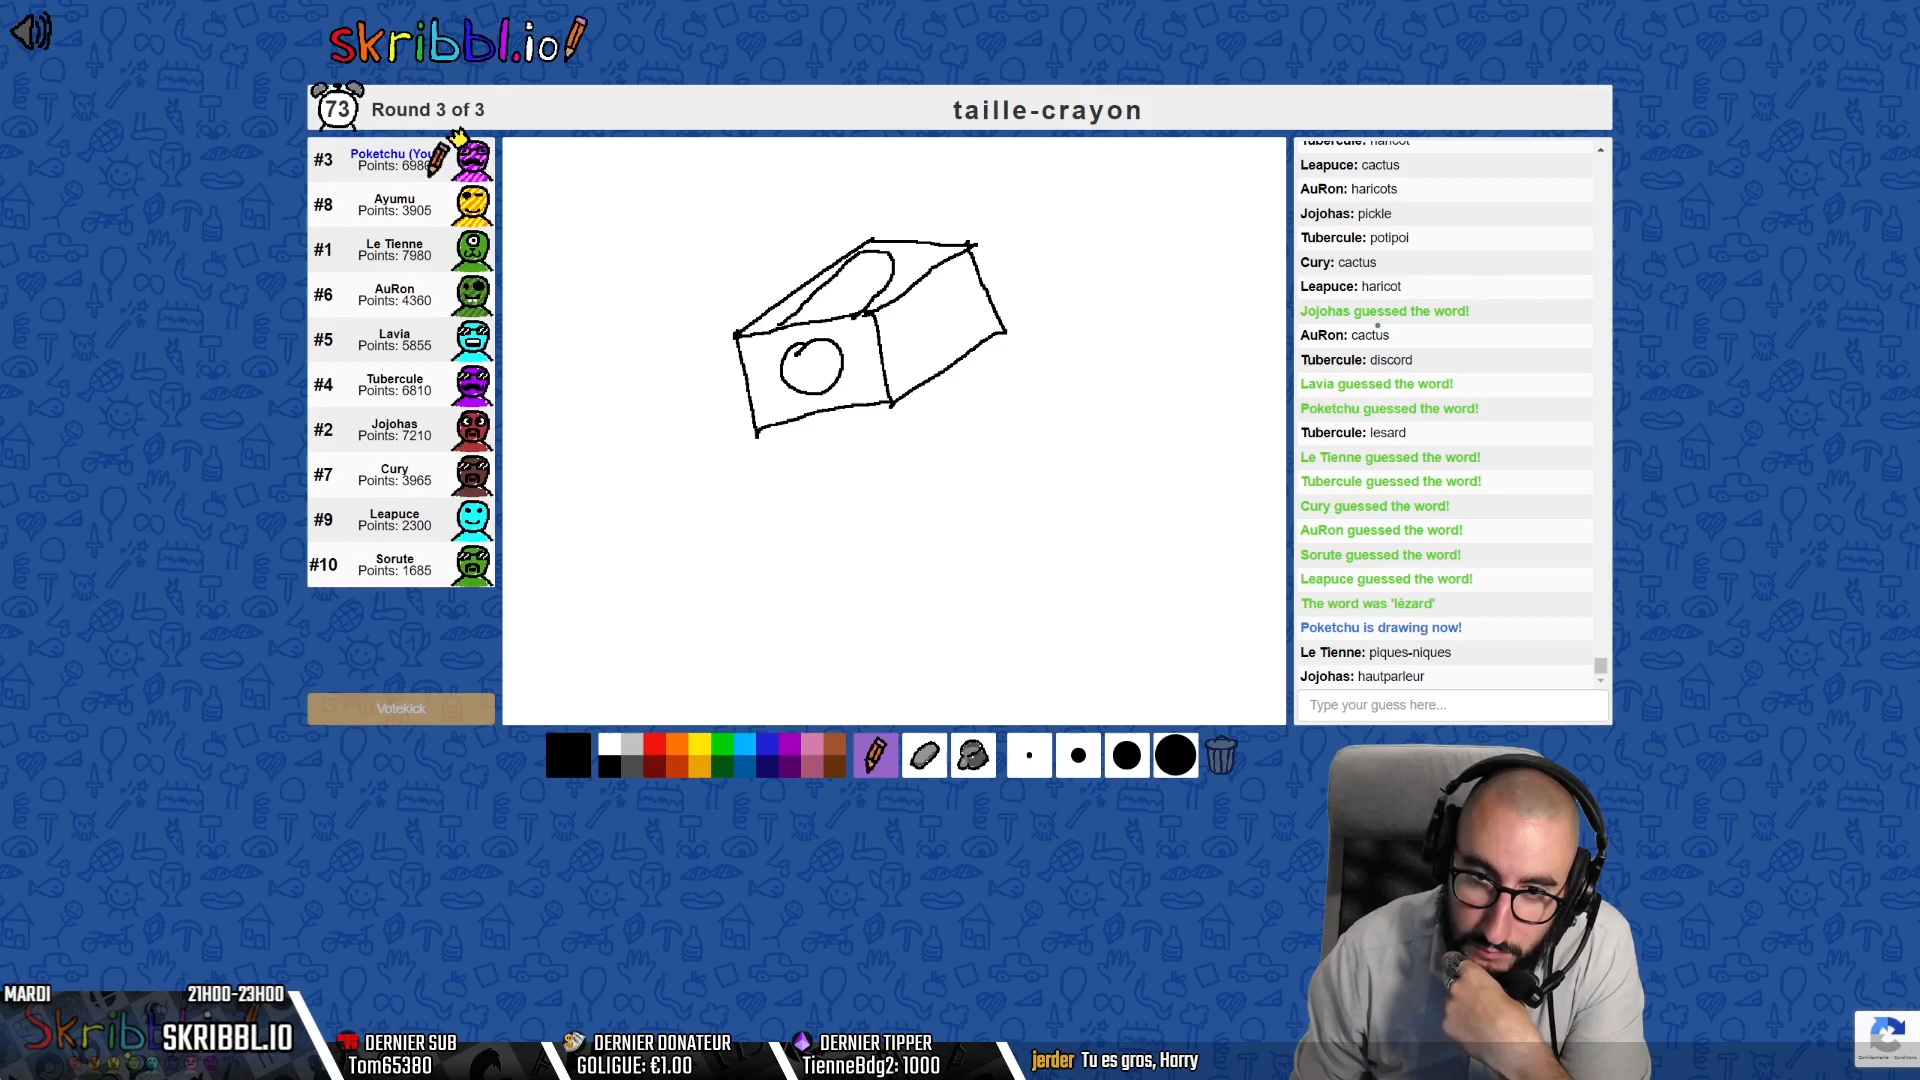 skribbl.io
73
Round 3 of 3
taille-crayon
#3
Poketchu (You
Points: 6980
#8
Ayumu
Points: 3905
#1
Le Tienne
Points: 7980
#6
AuRon
Points: 4360
#5
Lavia
Points: 5855
#4
Tubercule
Points: 6810
#2
Jojohas
Points: 7210
#7
Cury
Points: 3965
#9
Leapuce
Points: 2300
#10
Sorute
Points: 1685
Votekick
Tubercule: haricot
Leapuce: cactus
AuRon: haricots
Jojohas: pickle
Tubercule: potipoi
Cury: cactus
Leapuce: haricot
Jojohas guessed the word!
AuRon: cactus
Tubercule: discord
Lavia guessed the word!
Poketchu guessed the word!
Tubercule: lesard
Le Tienne guessed the word!
Tubercule guessed the word!
Cury guessed the word!
AuRon guessed the word!
Sorute guessed the word!
Leapuce guessed the word!
The word was 'lézard'
Poketchu is drawing now!
Le Tienne: piques-niques
Jojohas: hautparleur
Type your guess here...
MARDI
21H00-23H00
SKRIBBL.IO
DERNIER SUB
Tom65380
DERNIER DONATEUR
GOLIGUE: €1.00
DERNIER TIPPER
TienneBdg2: 1000
jerder Tu es gros, Harry